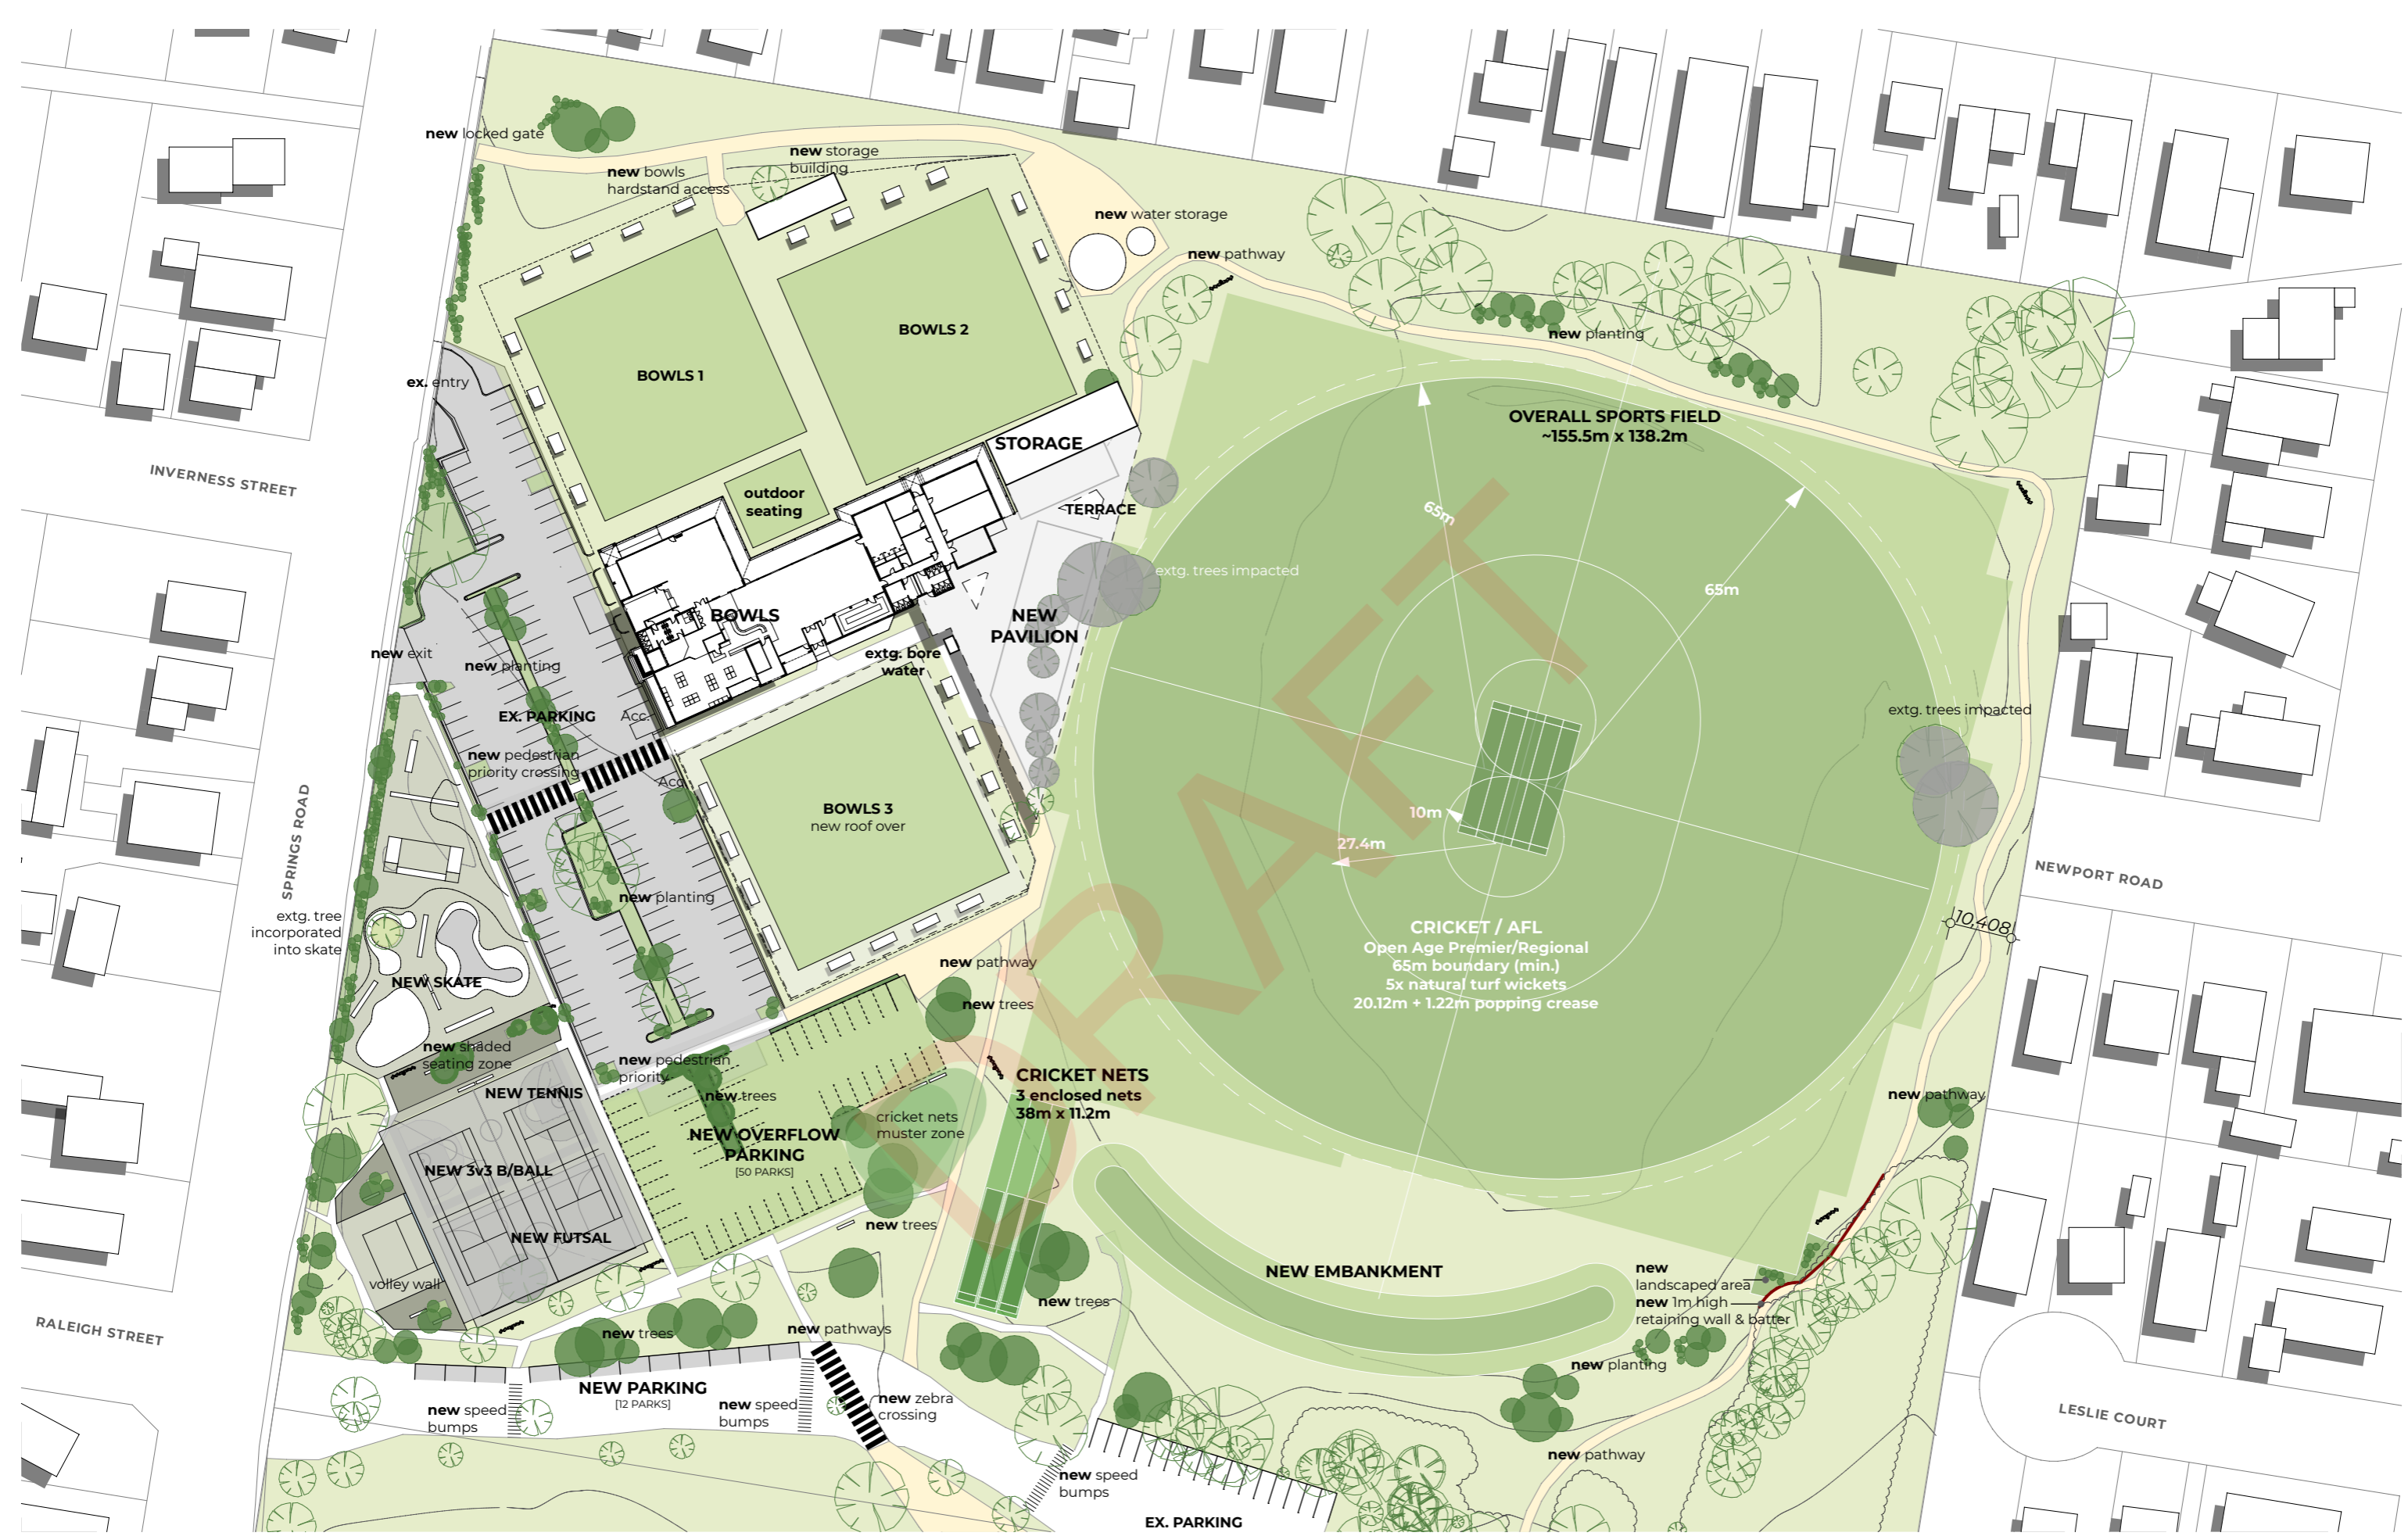 new locked gate
new bowls
hardstand access
new storage
building
new water storage
new pathway
new planting
BOWLS 1
BOWLS 2
ex. entry
OVERALL SPORTS FIELD
~155.5m x 138.2m
STORAGE
INVERNESS STREET
outdoor
seating
TERRACE
65m
65m
extg. trees impacted
BOWLS
NEW
PAVILION
new exit
new planting
extg. bore
water
EX. PARKING
Acc.
extg. trees impacted
new pedestrian
priority crossing
Acc.
BOWLS 3
new roof over
10m
27.4m
SPRINGS ROAD
NEWPORT ROAD
new planting
extg. tree
incorporated
into skate
10,408
CRICKET / AFL
Open Age Premier/Regional
65m boundary (min.)
5x natural turf wickets
20.12m + 1.22m popping crease
NEW SKATE
new pathway
new trees
new shaded
seating zone
new pedestrian
priority
CRICKET NETS
3 enclosed nets
38m x 11.2m
NEW TENNIS
new trees
new pathway
cricket nets
muster zone
NEW OVERFLOW
PARKING
[50 PARKS]
NEW 3v3 B/BALL
NEW FUTSAL
new trees
volley wall
NEW EMBANKMENT
new
landscaped area
new 1m high
retaining wall & batter
new trees
RALEIGH STREET
new trees
new pathways
new planting
NEW PARKING
[12 PARKS]
new speed
bumps
new speed
bumps
new zebra
crossing
LESLIE COURT
new pathway
new speed
bumps
EX. PARKING
DRAFT